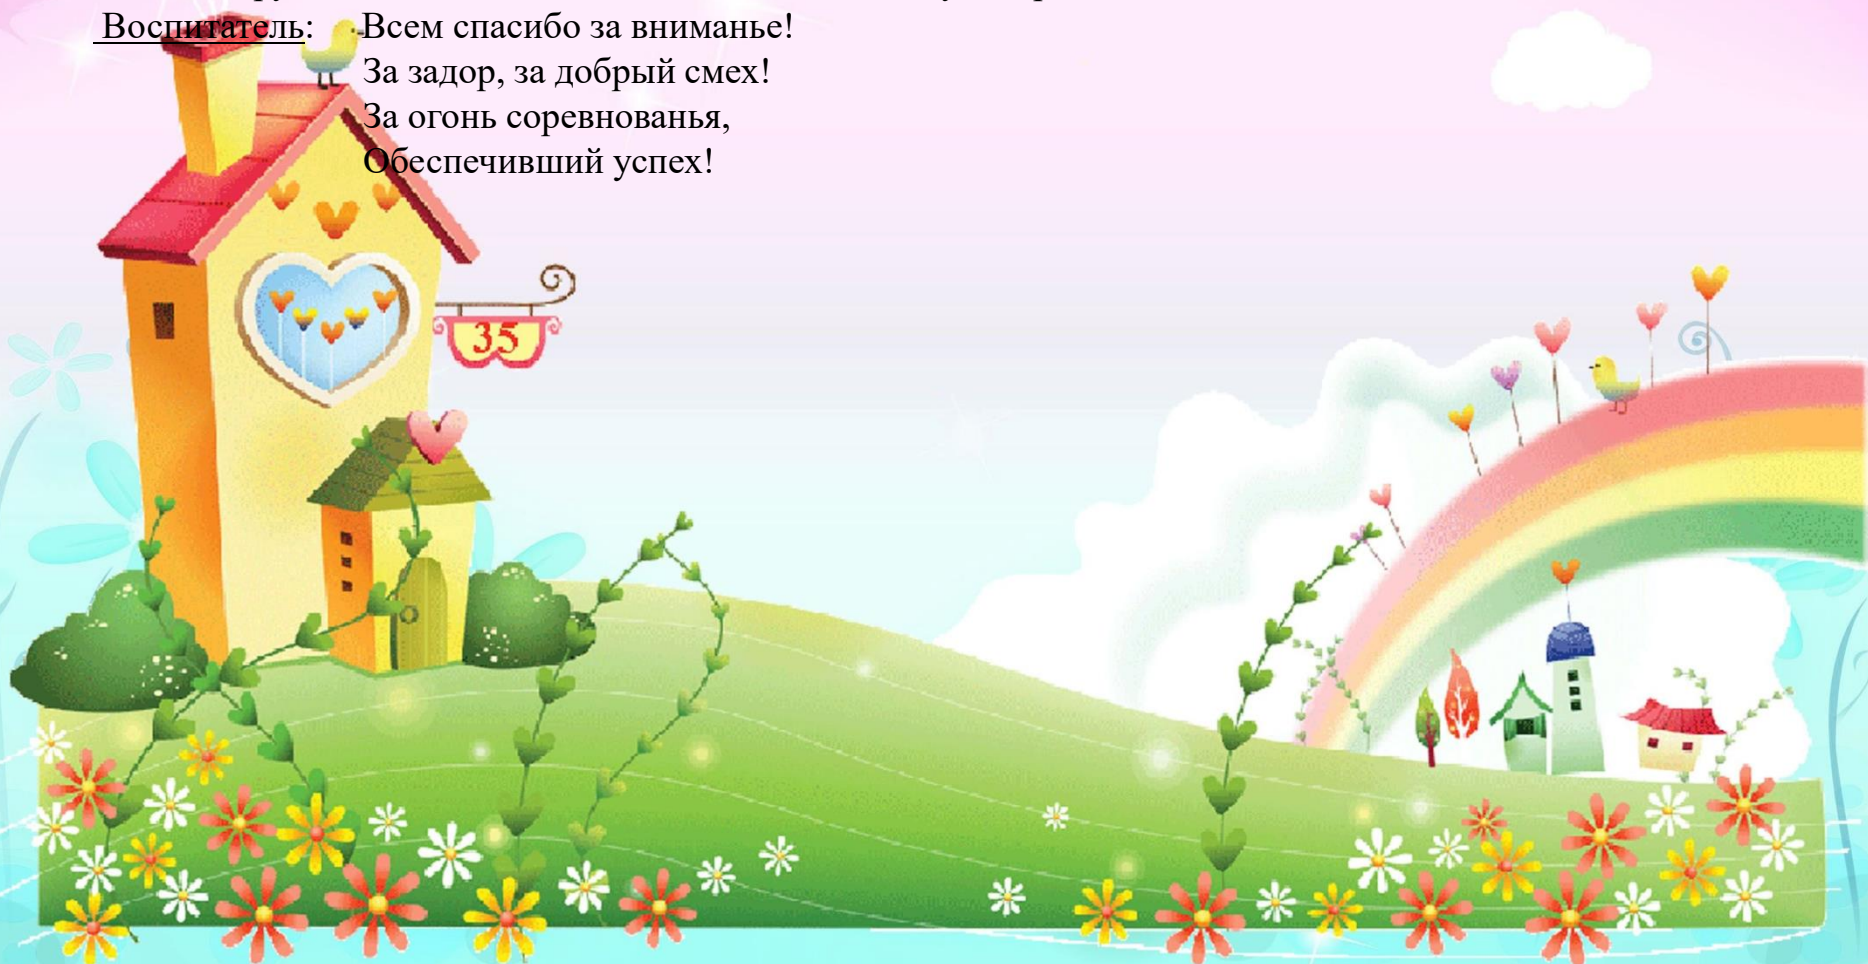 Воспитатель: Всем спасибо за вниманье!
За задор, за добрый смех!
За огонь соревнованья,
Обеспечивший успех!
35